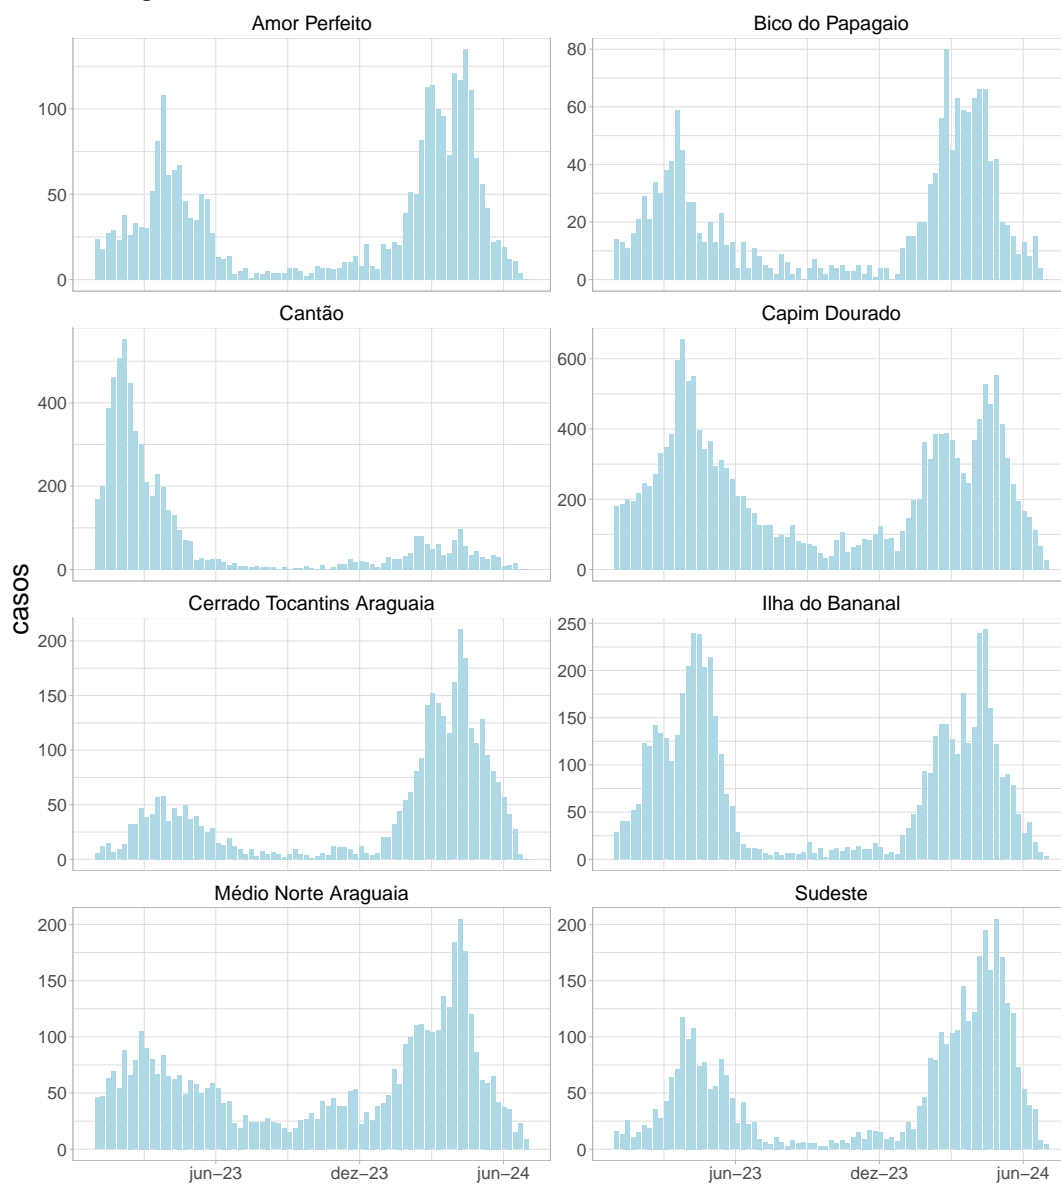 Amor Perfeito
Bico do Papagaio
100
50
0
80
60
40
20
0
Cantão
Capim Dourado
400
200
0
600
400
200
0
casos
Cerrado Tocantins Araguaia
Ilha do Bananal
200
150
100
50
0
250
200
150
100
50
0
Médio Norte Araguaia
Sudeste
200
150
100
50
0
200
150
100
50
0
jun–23
dez–23
jun–24
jun–23
dez–23
jun–24